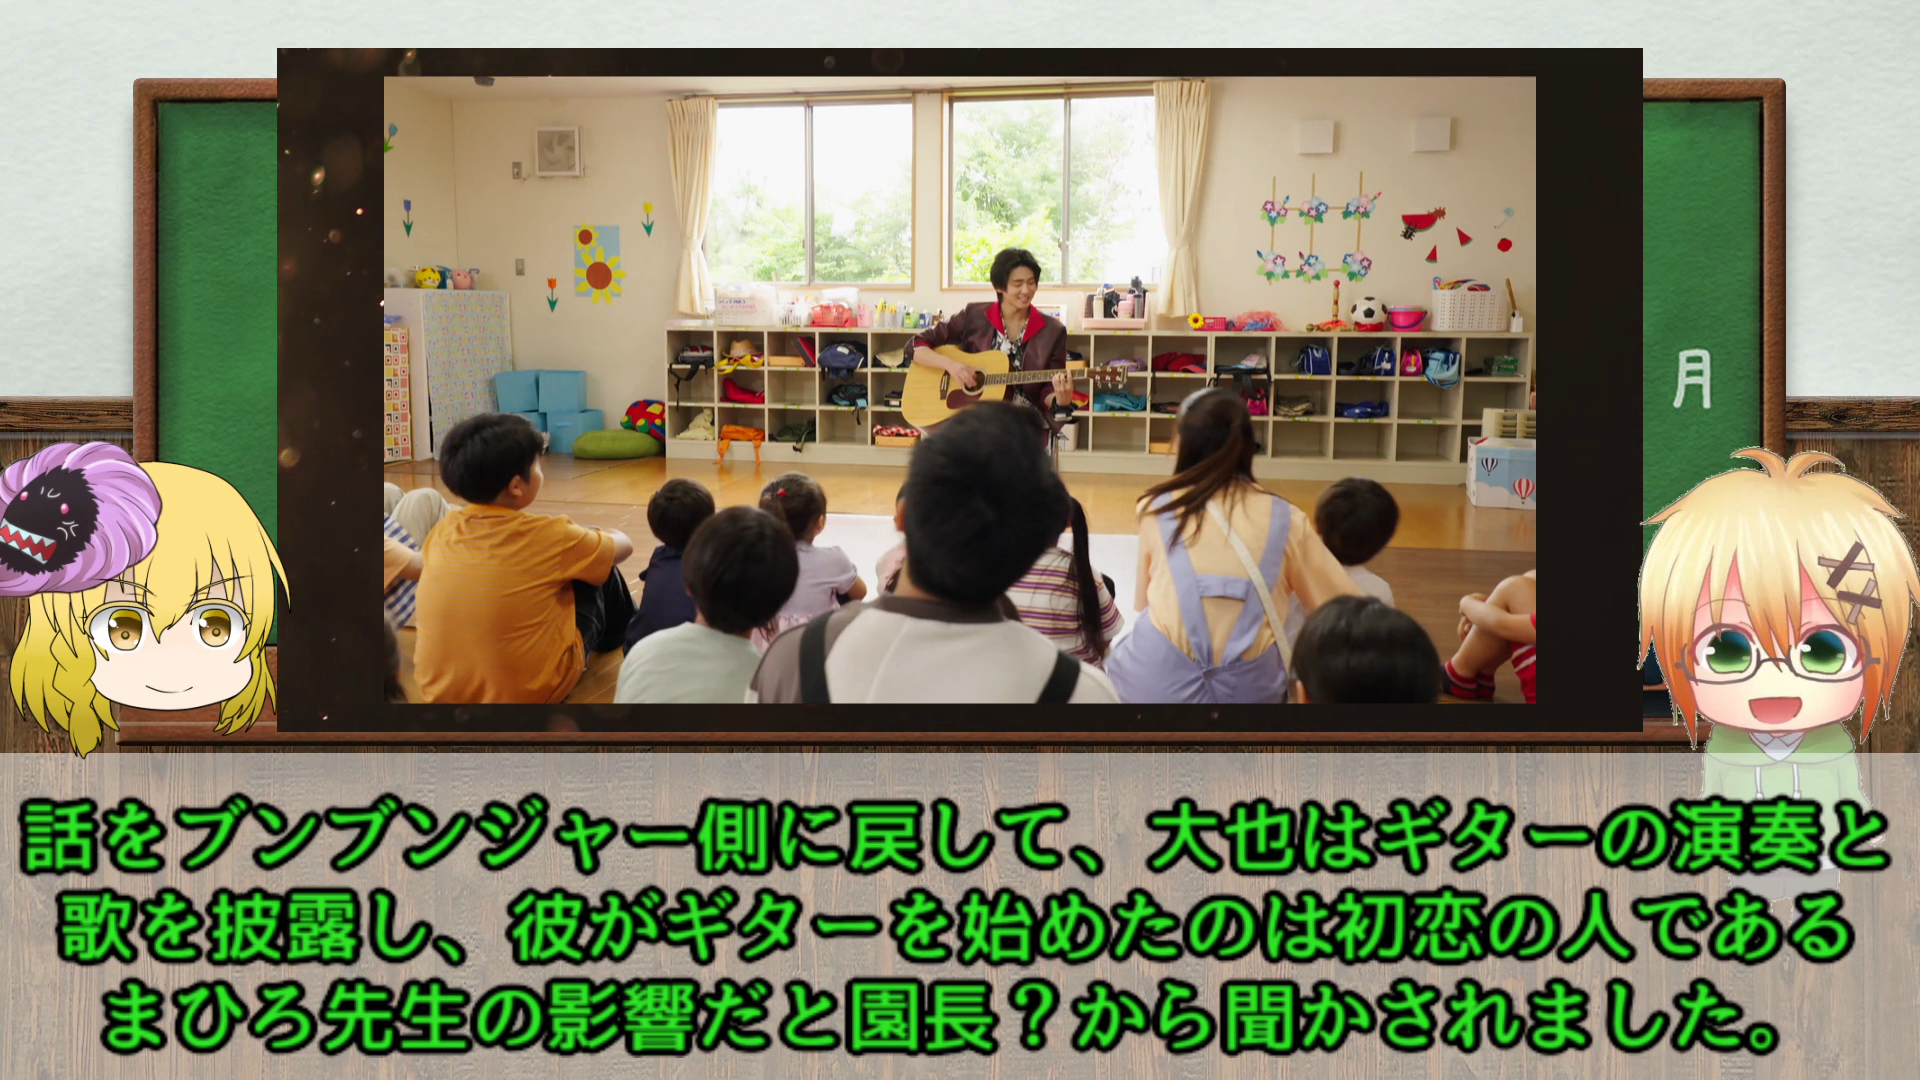 月
話をブンブンジャー側に戻して、大也はギターの演奏と
歌を披露し、彼がギターを始めたのは初恋の人である
まひろ先生の影響だと園長？から聞かされました。